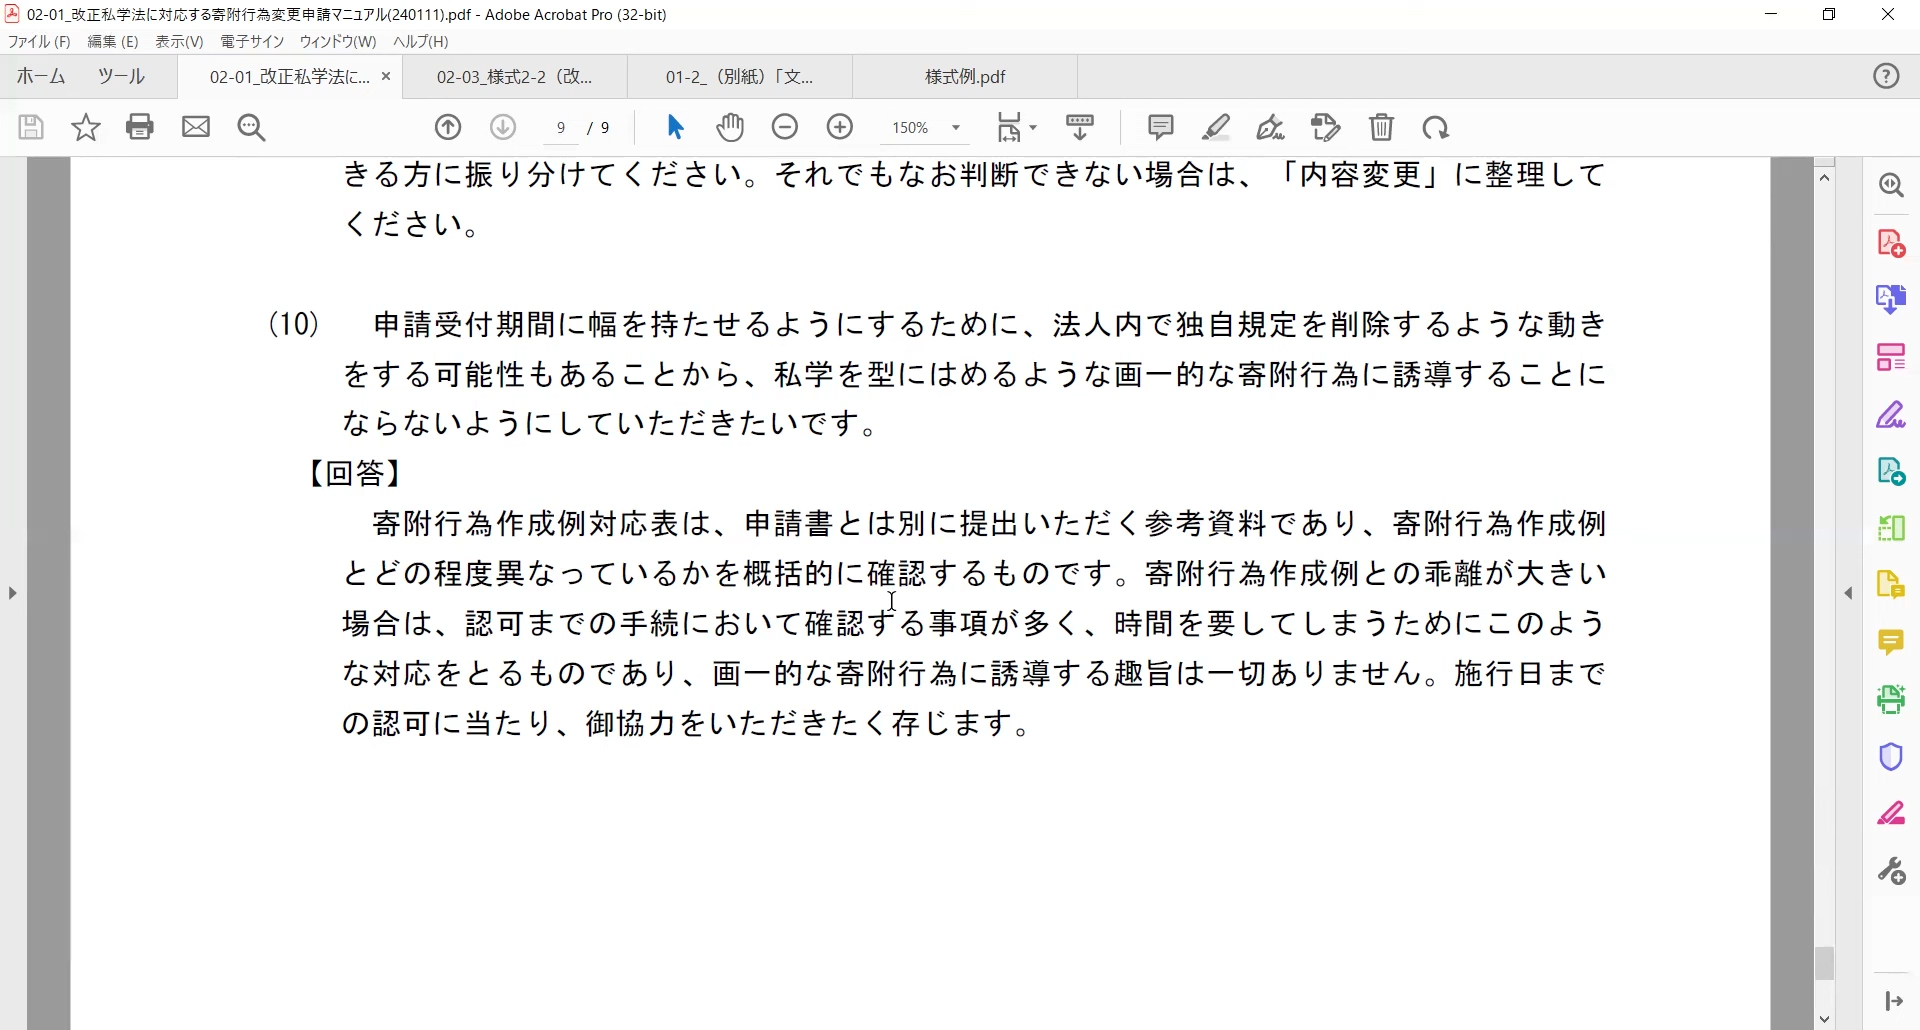 02-01_改正私学法に対応する寄附行為変更申請マニュアル(240111).pdf - Adobe Acrobat Pro (32-bit)
ファイル(F) 編集(E) 表示(V) 電子サイン ウィンドウ(W) ヘルプ(H)
ホーム ツール 02-01_改正私学法に... × 02-03_様式2-2（改... 01-2_（別紙）「文... 様式例.pdf
9 / 9 150%
きる方に振り分けてください。それでもなお判断できない場合は、「内容変更」に整理して
ください。
(10) 申請受付期間に幅を持たせるようにするために、法人内で独自規定を削除するような動き
をする可能性もあることから、私学を型にはめるような画一的な寄附行為に誘導することに
ならないようにしていただきたいです。
【回答】
寄附行為作成例対応表は、申請書とは別に提出いただく参考資料であり、寄附行為作成例
とどの程度異なっているかを概括的に確認するものです。寄附行為作成例との乖離が大きい
場合は、認可までの手続において確認する事項が多く、時間を要してしまうためにこのよう
な対応をとるものであり、画一的な寄附行為に誘導する趣旨は一切ありません。施行日まで
の認可に当たり、御協力をいただきたく存じます。